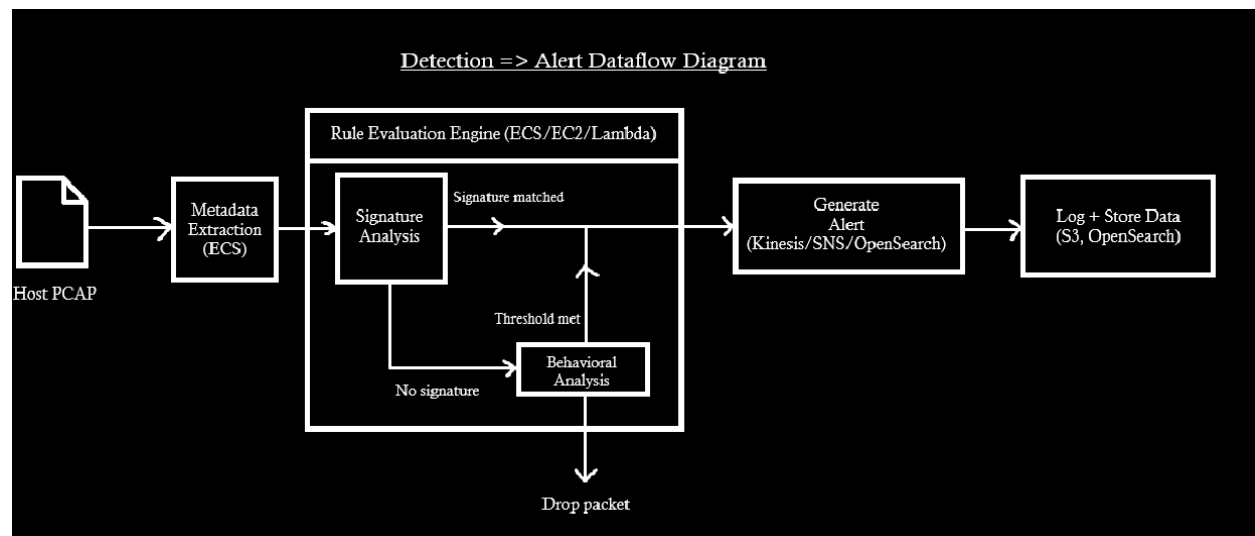 Detection => Alert Dataflow Diagram
Rule Evaluation Engine (ECS/EC2/Lambda)
Host PCAP
Metadata
Extraction
(ECS)
Signature
Analysis
Signature matched
No signature
Behavioral
Analysis
Threshold met
Drop packet
Generate
Alert
(Kinesis/SNS/OpenSearch)
Log + Store Data
(S3, OpenSearch)